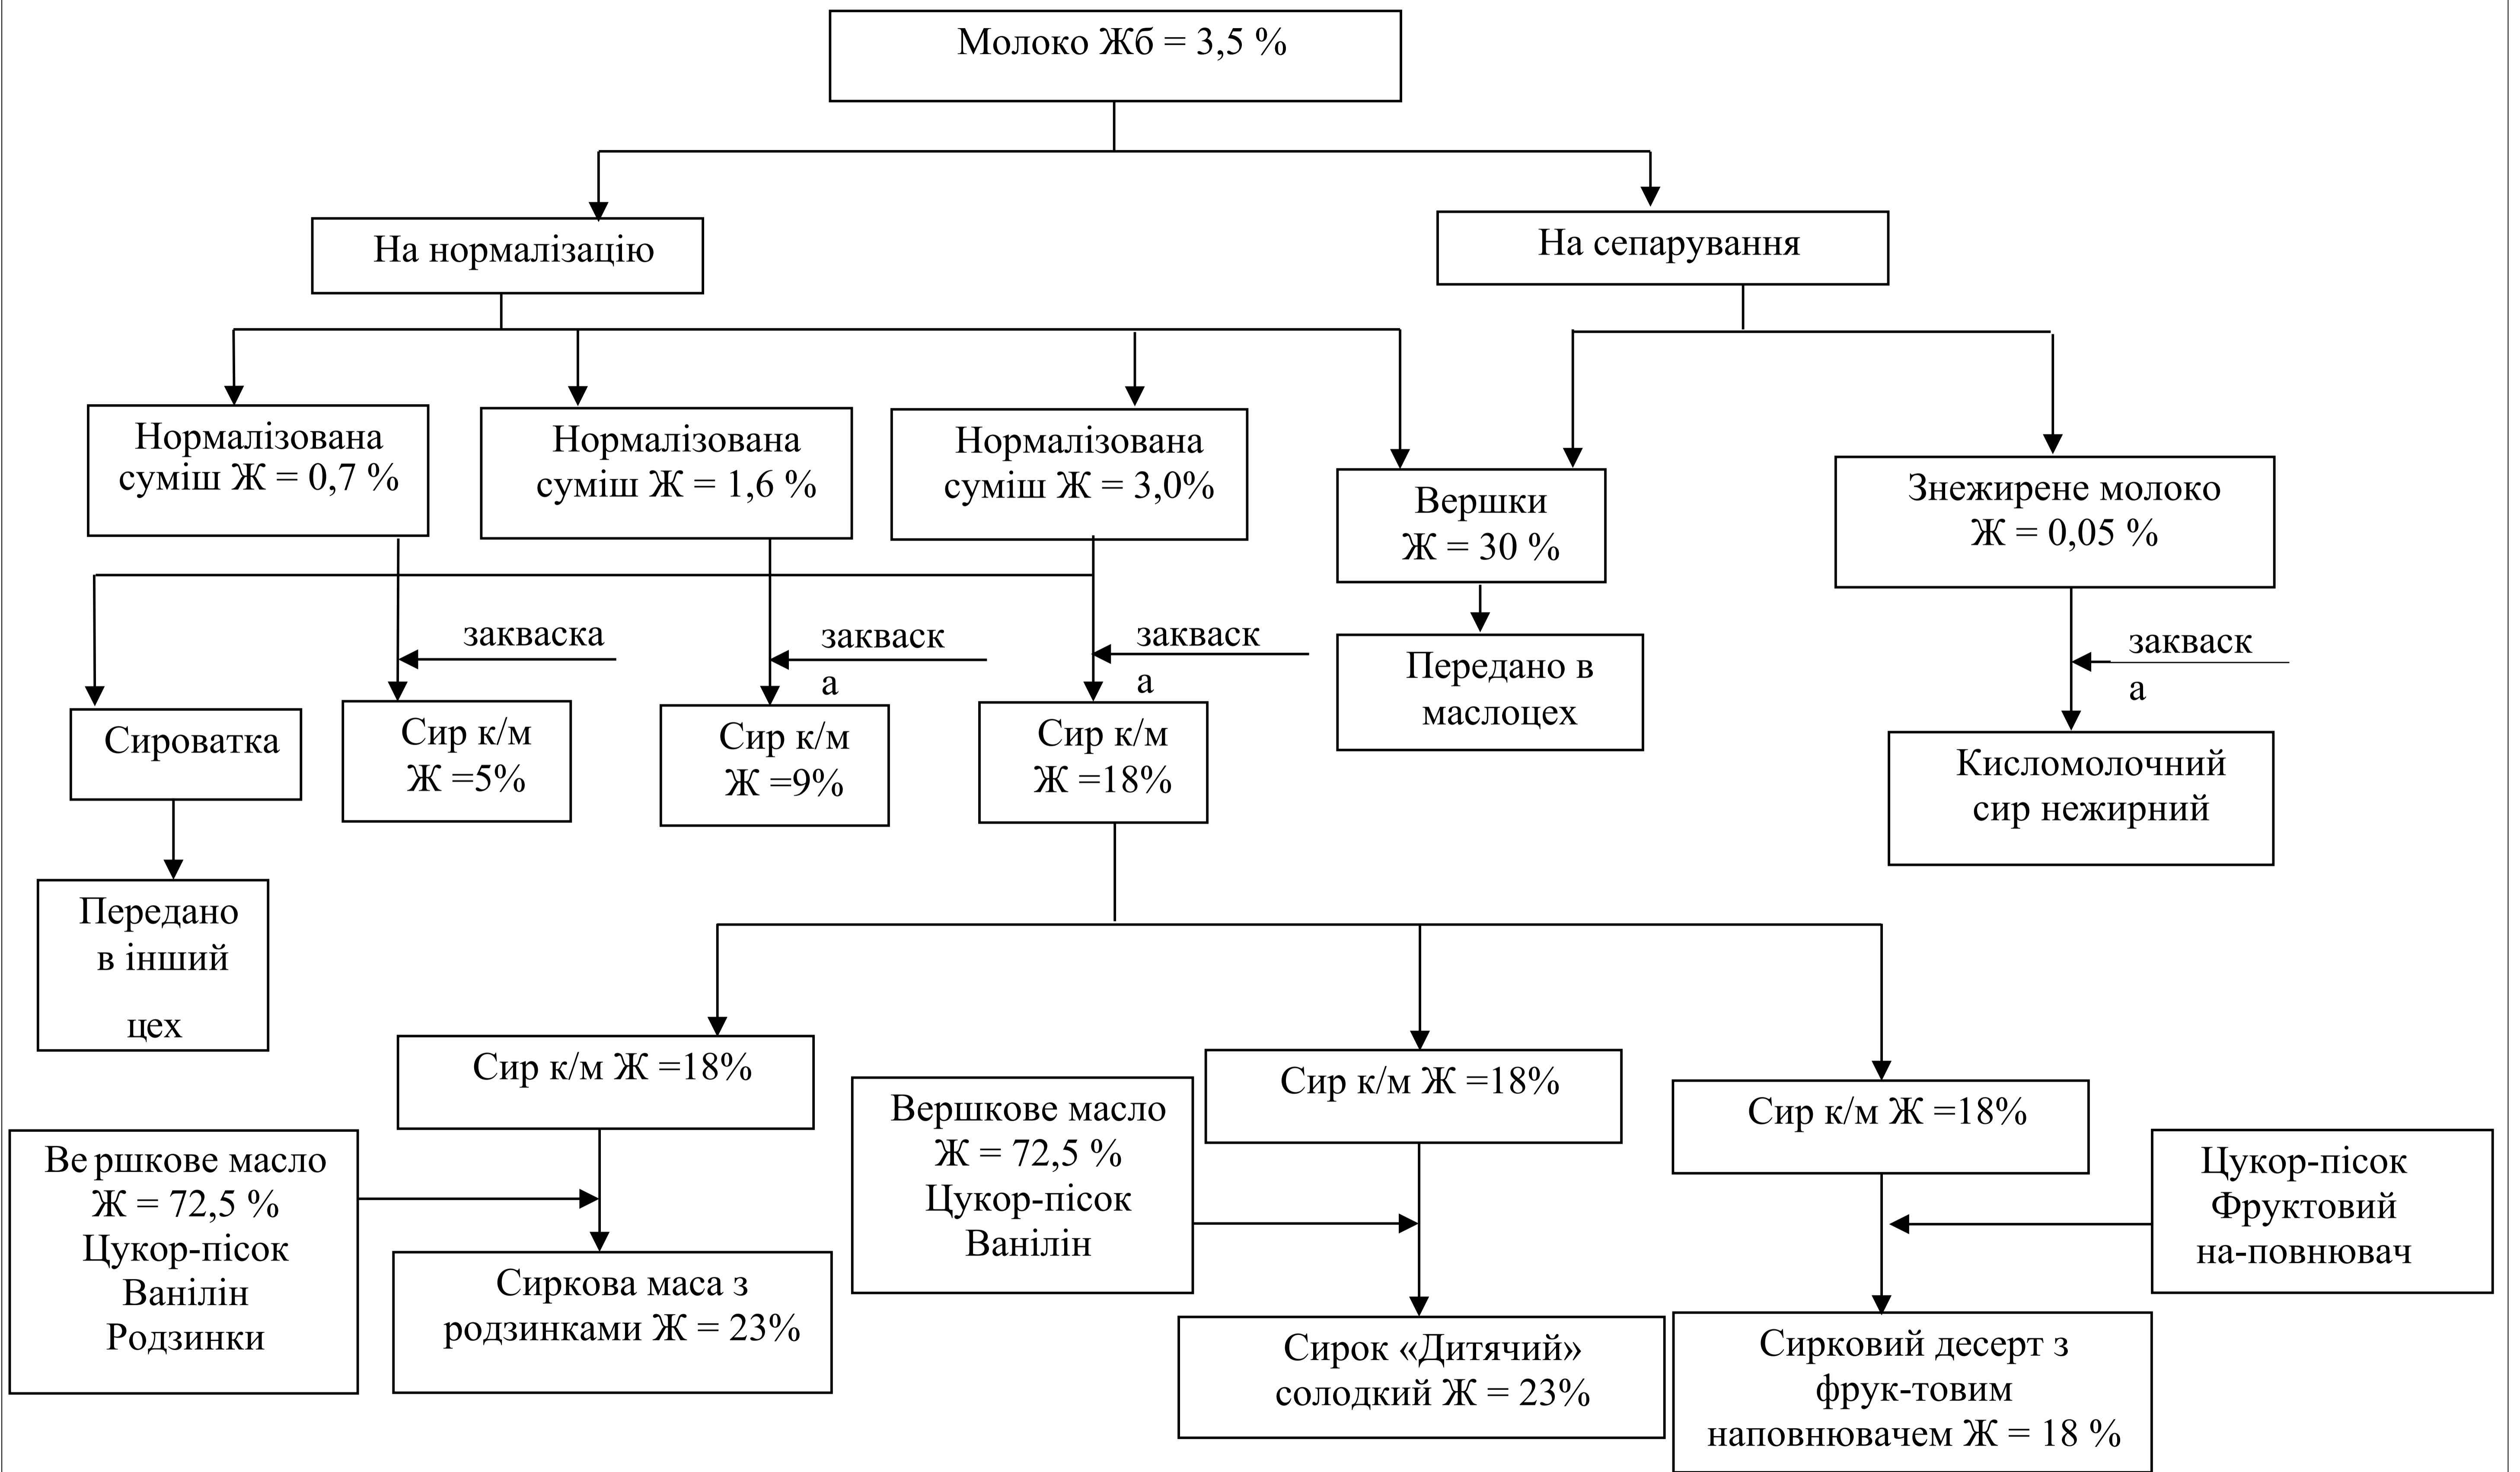 Молоко Жб = 3,5 %
На нормалізацію
На сепарування
Нормалізована
суміш Ж = 0,7 %
Нормалізована
суміш Ж = 1,6 %
Нормалізована
суміш Ж = 3,0%
Вершки
Ж = 30 %
Знежирене молоко
Ж = 0,05 %
закваска
закваск
а
закваск
а
закваск
а
Передано в
маслоцех
Сироватка
Сир к/м
Ж =5%
Сир к/м
Ж =9%
Сир к/м
Ж =18%
Кисломолочний
сир нежирний
Передано
в інший
цех
Сир к/м Ж =18%
Сир к/м Ж =18%
Сир к/м Ж =18%
Ве ршкове масло
Ж = 72,5 %
Цукор-пісок
Ванілін
Родзинки
Вершкове масло
Ж = 72,5 %
Цукор-пісок
Ванілін
Цукор-пісок
Фруктовий
на-повнювач
Сиркова маса з
родзинками Ж = 23%
Сирок «Дитячий»
солодкий Ж = 23%
Сирковий десерт з
фрук-товим
наповнювачем Ж = 18 %